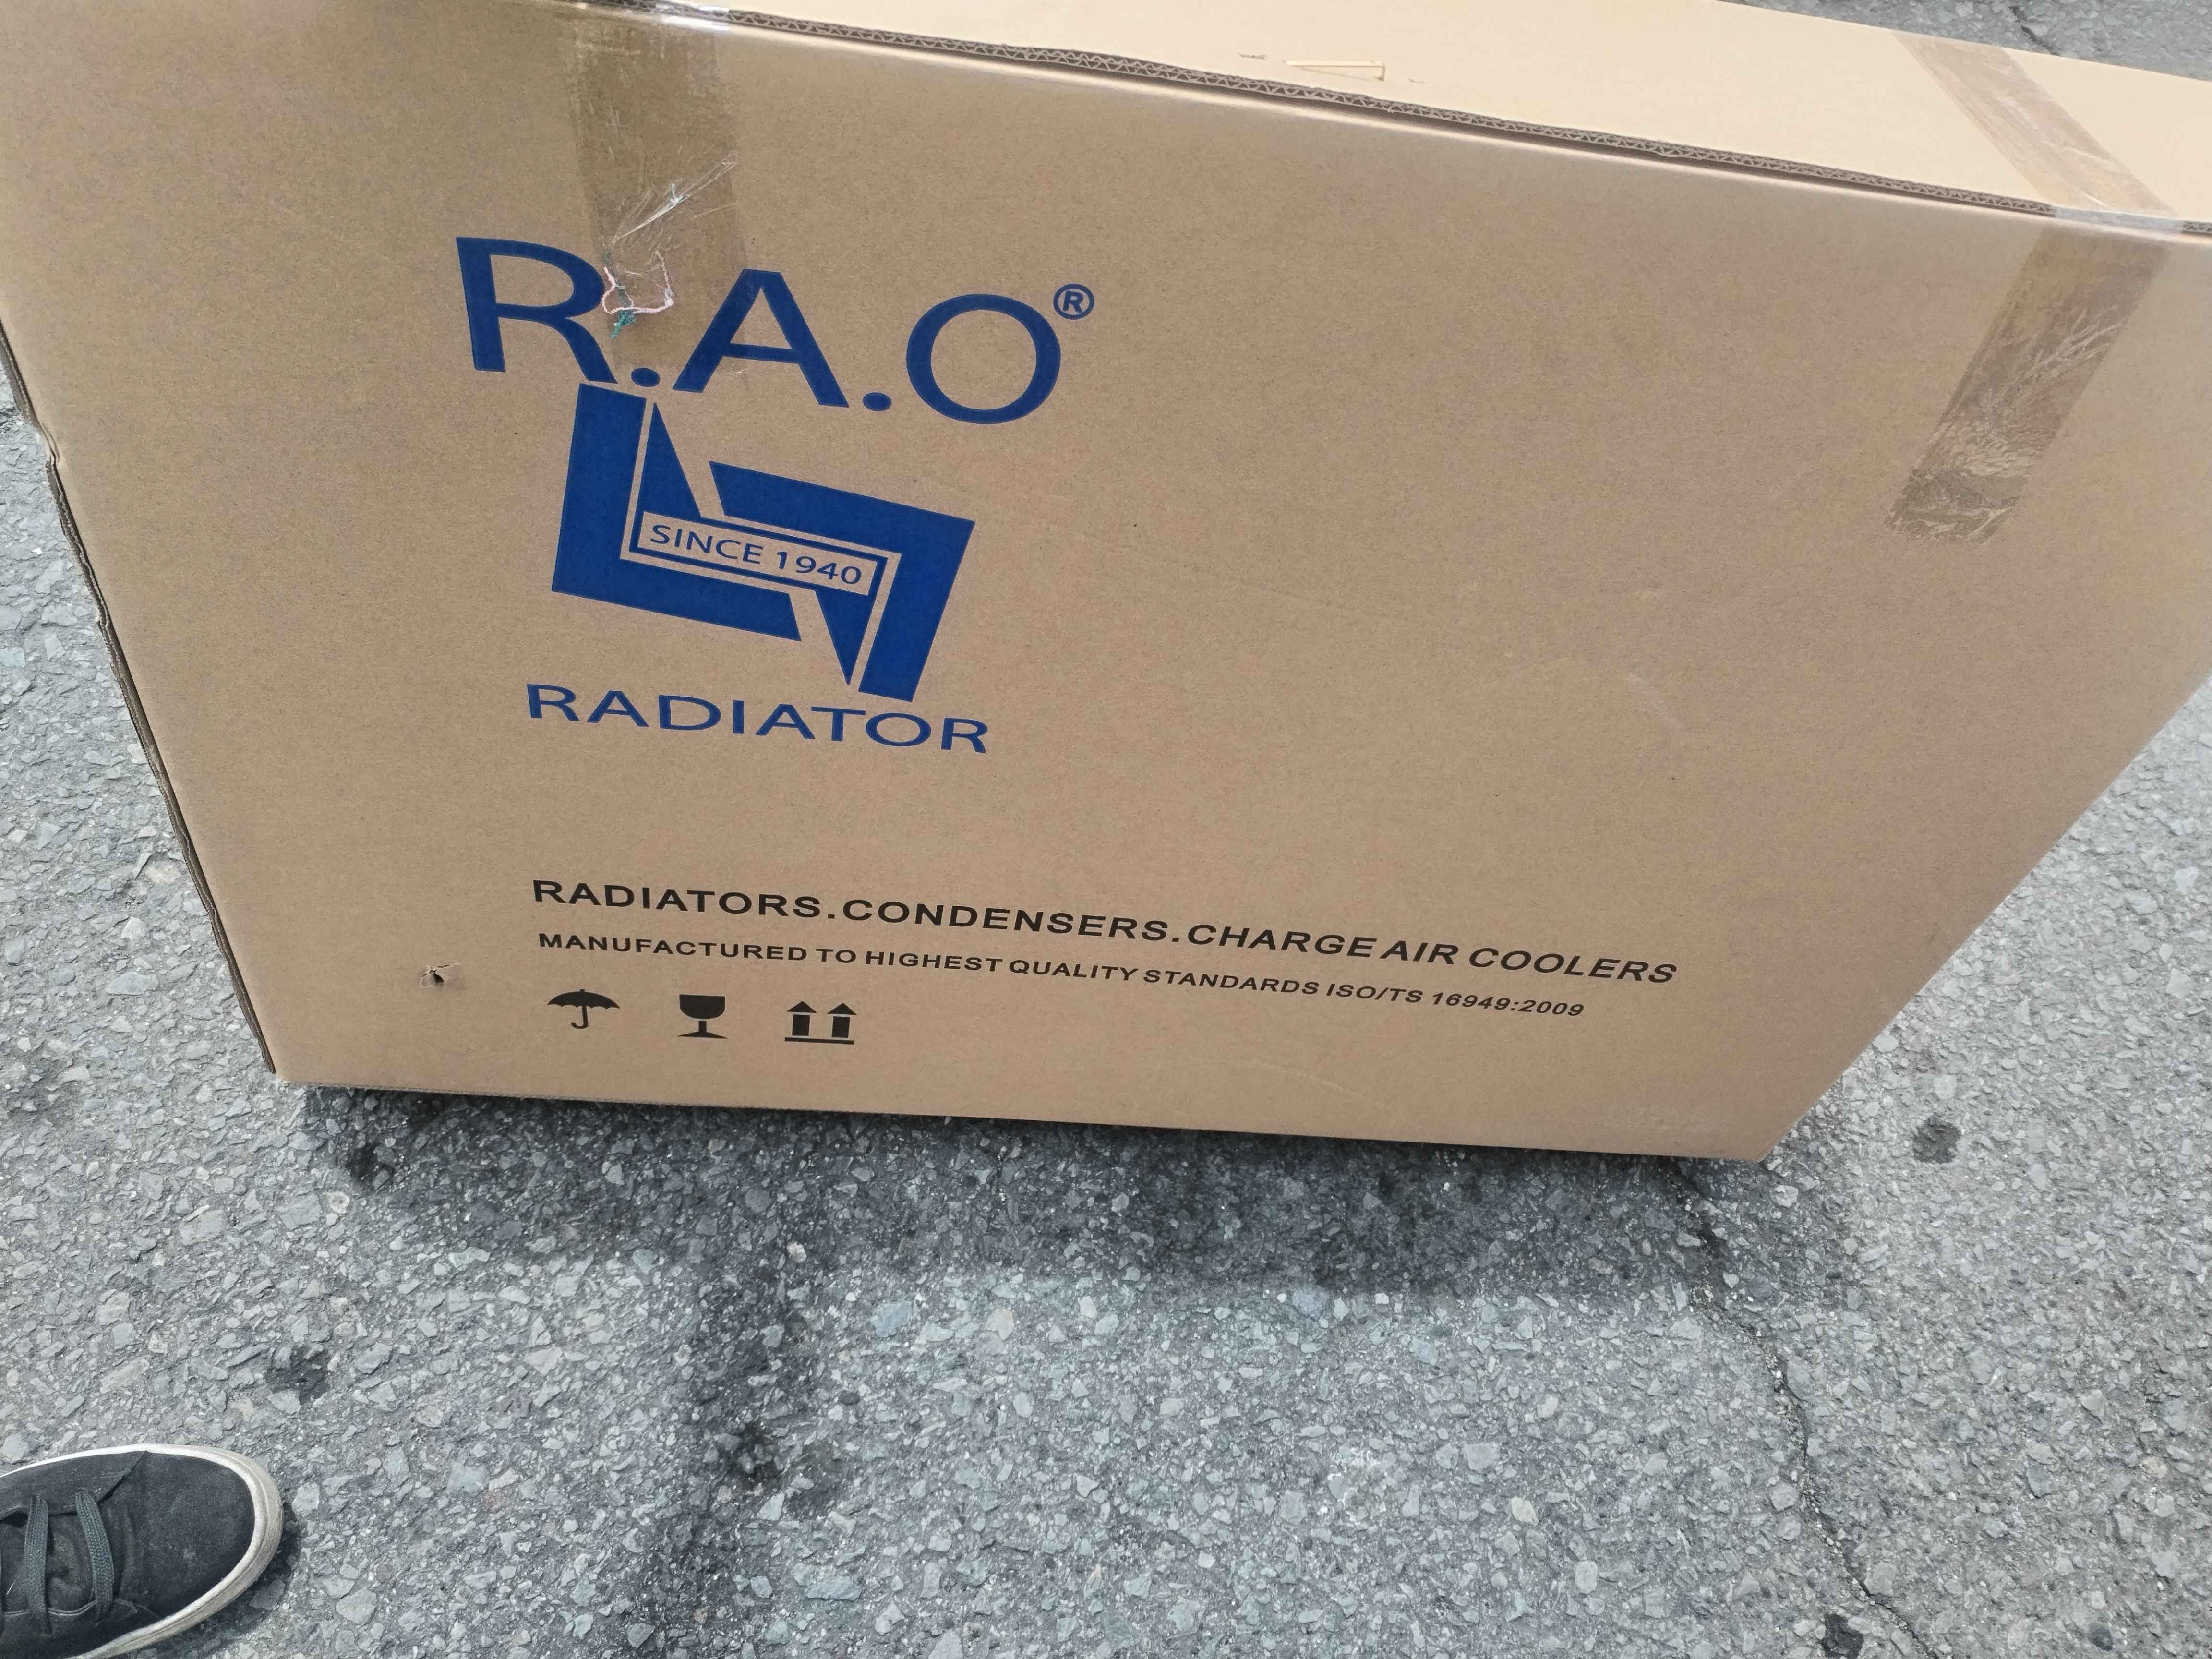 R.A.O®
SINCE 1940
RADIATOR
RADIATORS.CONDENSERS.CHARGE AIR COOLERS
MANUFACTURED TO HIGHEST QUALITY STANDARDS ISO/TS 16949:2009